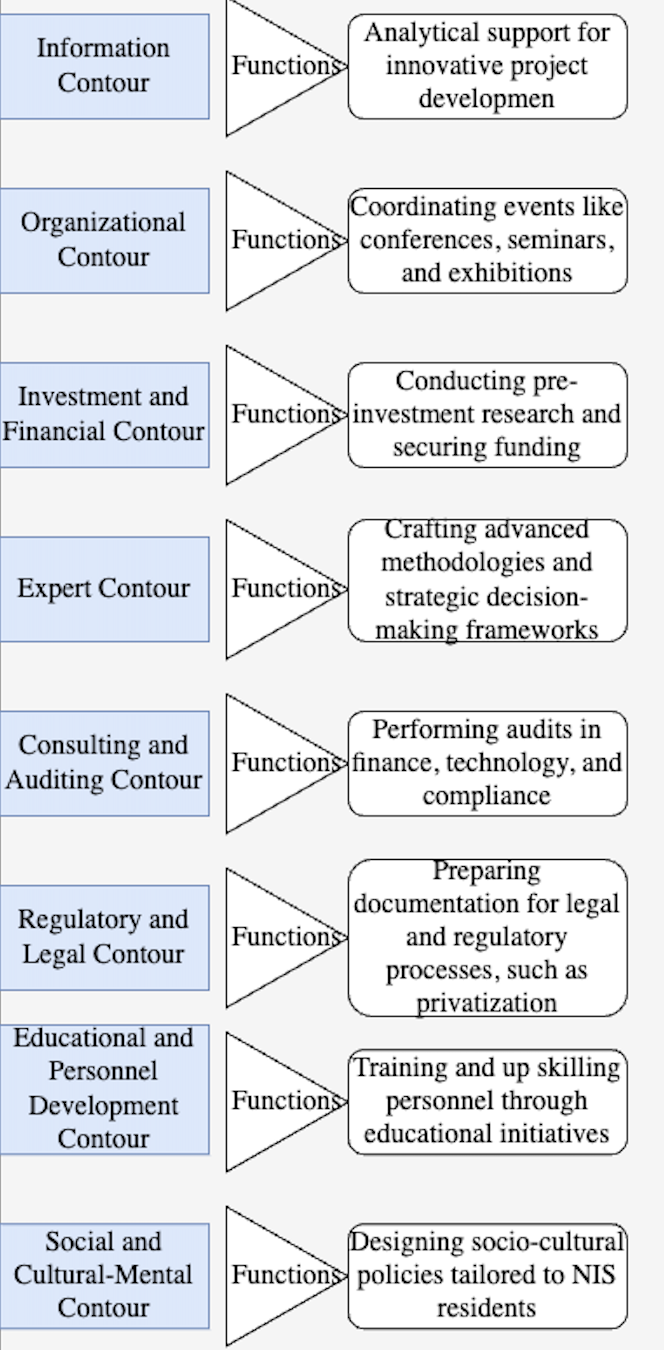 Information
Contour
Functions
Analytical support for
innovative project
developmen
Organizational
Contour
Functions
Coordinating events like
conferences, seminars,
and exhibitions
Investment and
Financial Contour
Functions
Conducting pre-
investment research and
securing funding
Expert Contour
Functions
Crafting advanced
methodologies and
strategic decision-
making frameworks
Consulting and
Auditing Contour
Functions
Performing audits in
finance, technology, and
compliance
Regulatory and
Legal Contour
Functions
Preparing
documentation for legal
and regulatory
processes, such as
privatization
Educational and
Personnel
Development
Contour
Functions
Training and up skilling
personnel through
educational initiatives
Social and
Cultural-Mental
Contour
Functions
Designing socio-cultural
policies tailored to NIS
residents